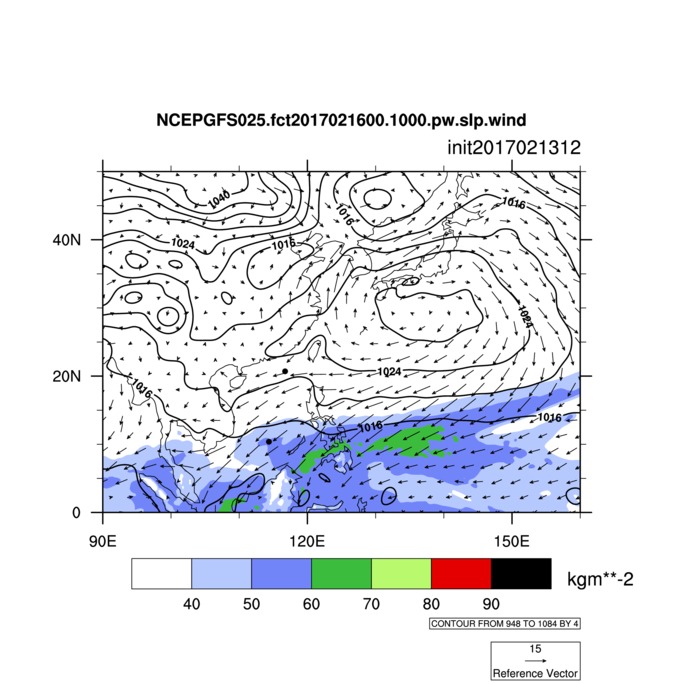 NCEPGFS025.fct2017021600.1000.pw.slp.wind
init2017021312
1040
1016
1016
1024
1016
40N
1024
1024
20N
1016
1016
1016
0
90E 120E 150E
kgm**-2
40 50 60 70 80 90
CONTOUR FROM 948 TO 1084 BY 4
15
Reference Vector